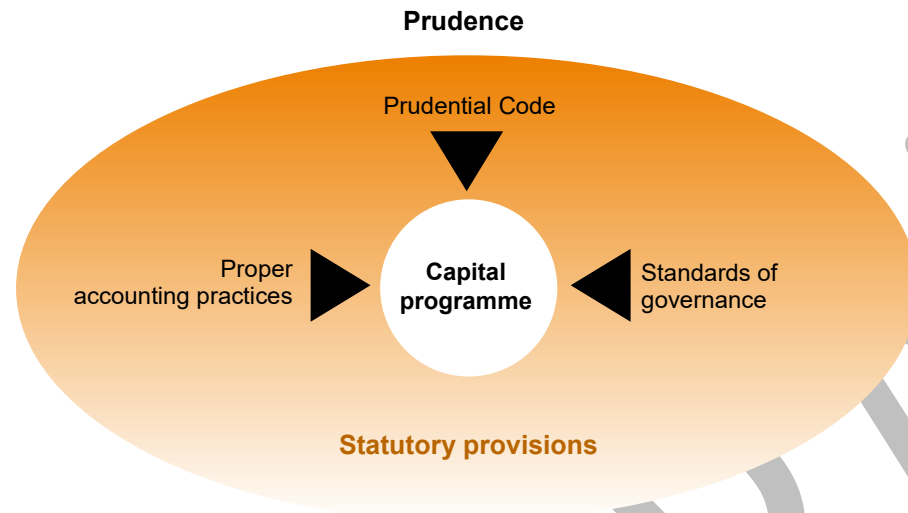 Prudence
Prudential Code
Proper
accounting practices
Capital
programme
Standards of
governance
Statutory provisions